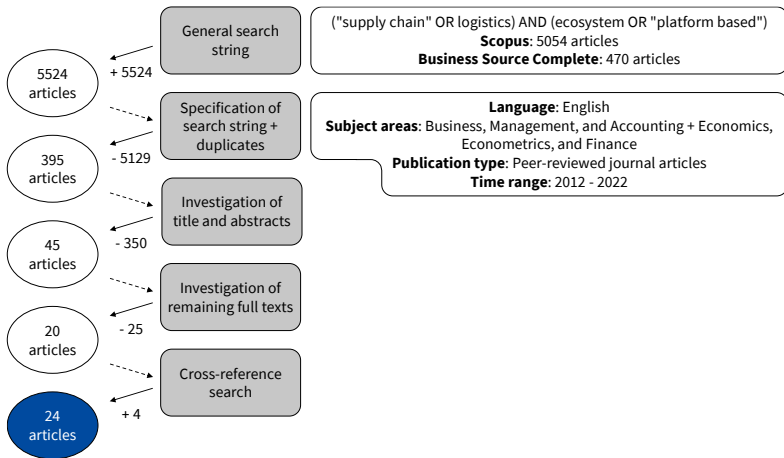 General search
string
("supply chain" OR logistics) AND (ecosystem OR "platform based")
Scopus: 5054 articles
Business Source Complete: 470 articles
5524
articles
+ 5524
Specification of
search string +
duplicates
Language: English
Subject areas: Business, Management, and Accounting + Economics,
Econometrics, and Finance
Publication type: Peer-reviewed journal articles
Time range: 2012 - 2022
395
articles
- 5129
Investigation of
title and abstracts
45
articles
- 350
Investigation of
remaining full texts
20
articles
- 25
Cross-reference
search
24
articles
+ 4